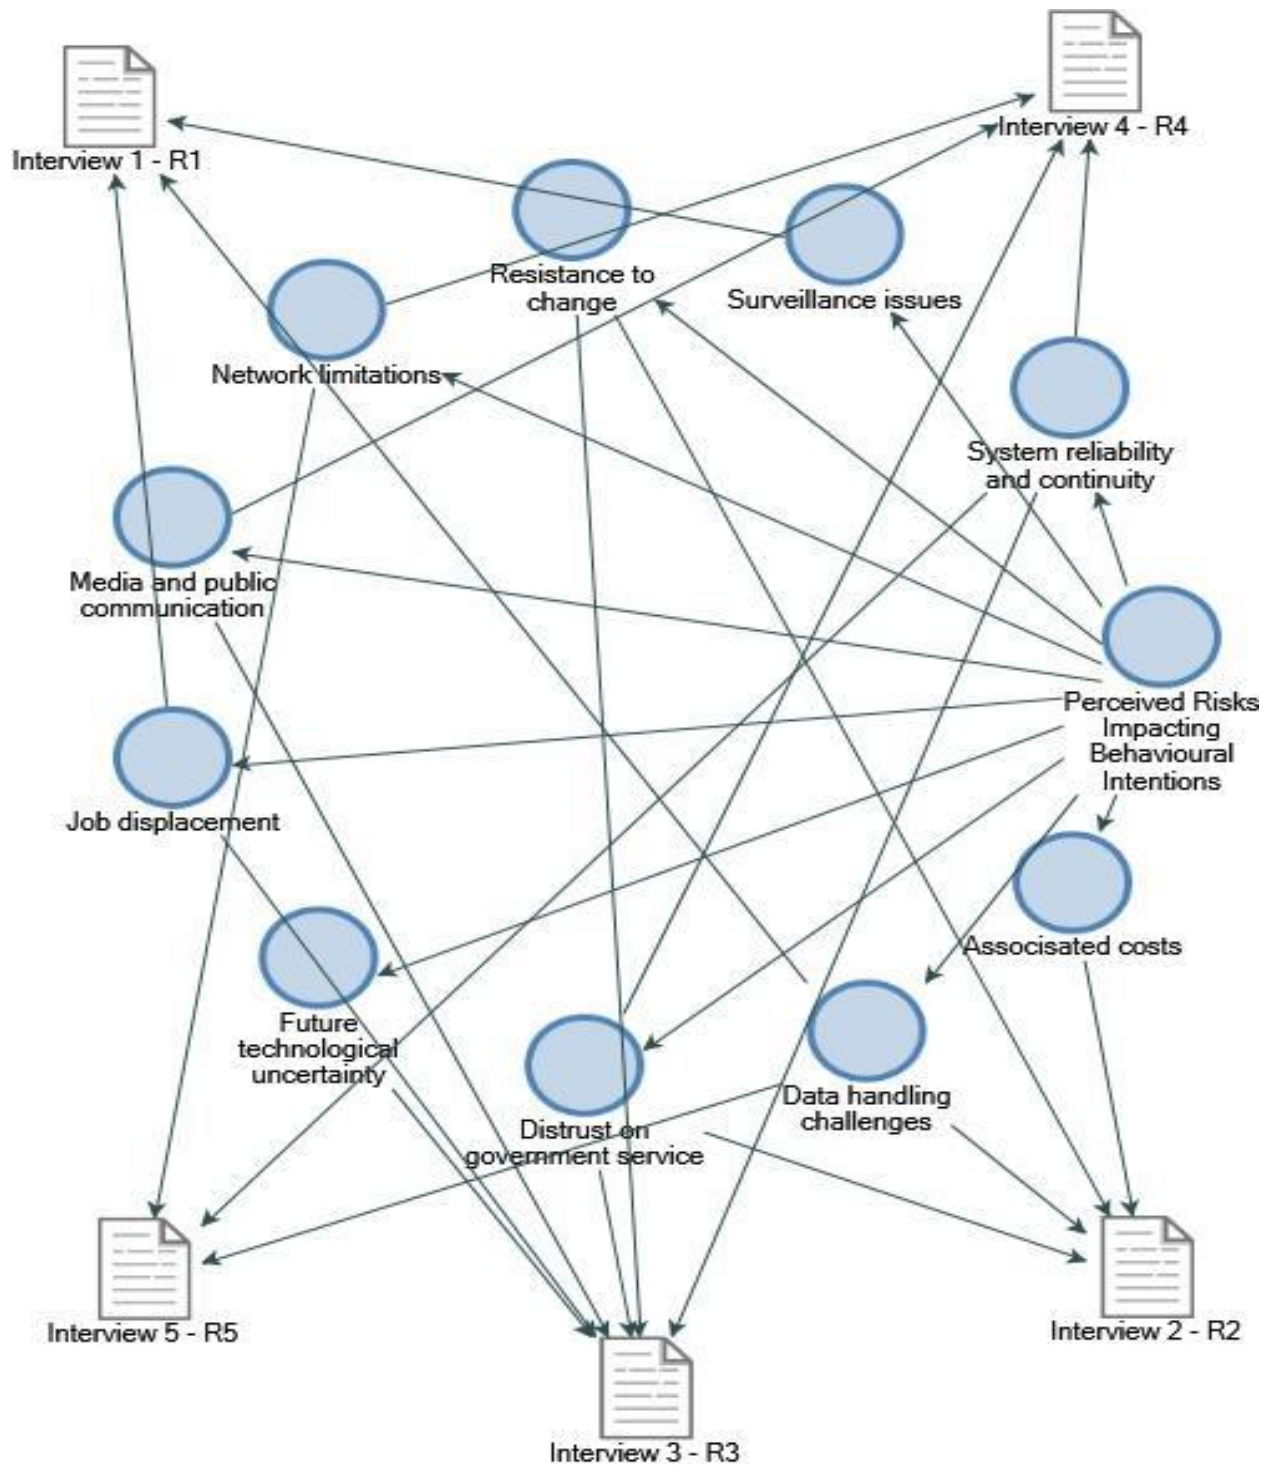 Interview 1 - R1
Interview 4 - R4
Resistance to
change
Surveillance issues
Network limitations
System reliability
and continuity
Media and public
communication
Perceived Risks
Impacting
Behavioural
Intentions
Job displacement
Associsated costs
Future
technological
uncertainty
Data handling
challenges
Distrust on
government service
Interview 5 - R5
Interview 2 - R2
Interview 3 - R3